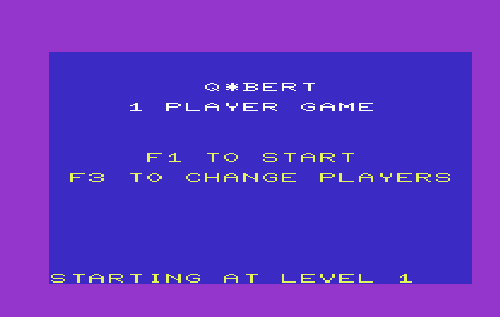 Q*BERT
1 PLAYER GAME
F1 TO START
F3 TO CHANGE PLAYERS
STARTING AT LEVEL 1